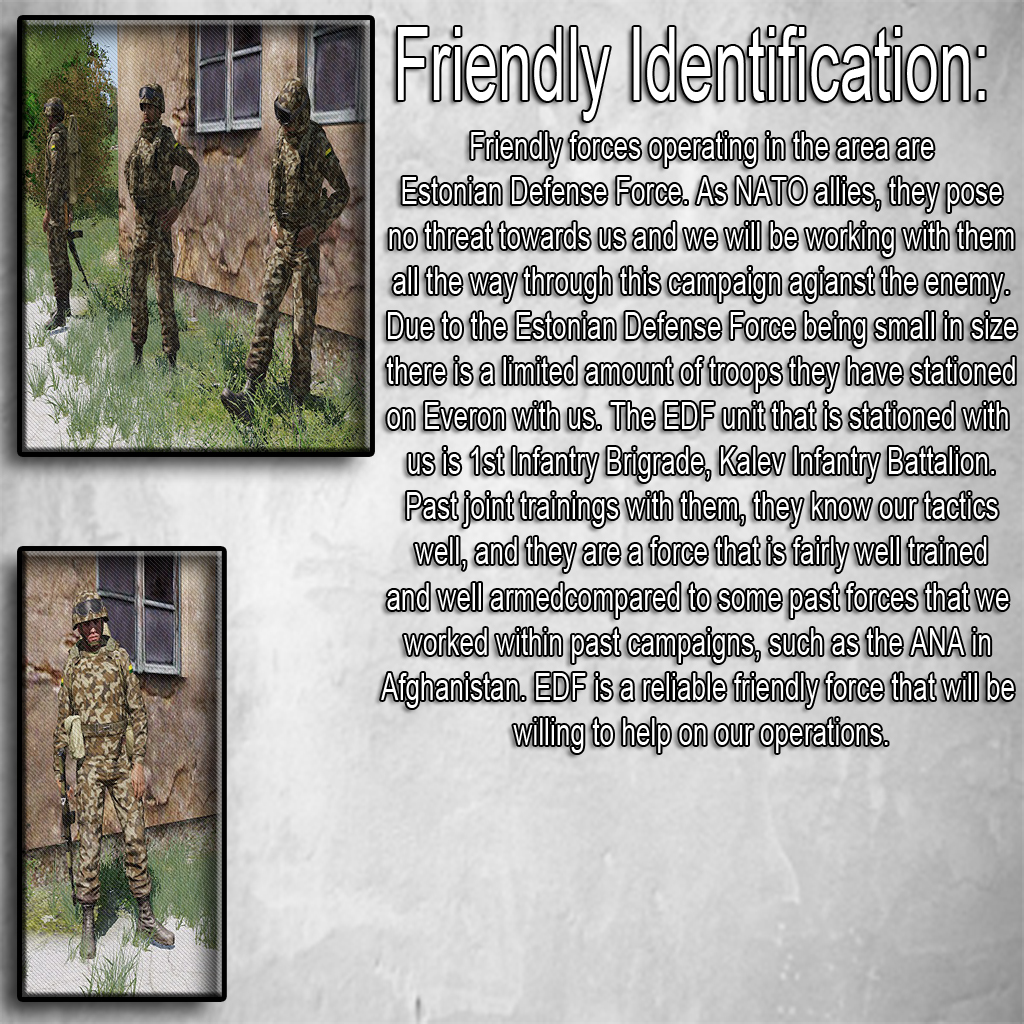 Friendly Identification:
Friendly forces operating in the area are
Estonian Defense Force. As NATO allies, they pose
no threat towards us and we will be working with them
all the way through this campaign agianst the enemy.
Due to the Estonian Defense Force being small in size
there is a limited amount of troops they have stationed
on Everon with us. The EDF unit that is stationed with
us is 1st Infantry Brigrade, Kalev Infantry Battalion.
Past joint trainings with them, they know our tactics
well, and they are a force that is fairly well trained
and well armedcompared to some past forces that we
worked within past campaigns, such as the ANA in
Afghanistan. EDF is a reliable friendly force that will be
willing to help on our operations.